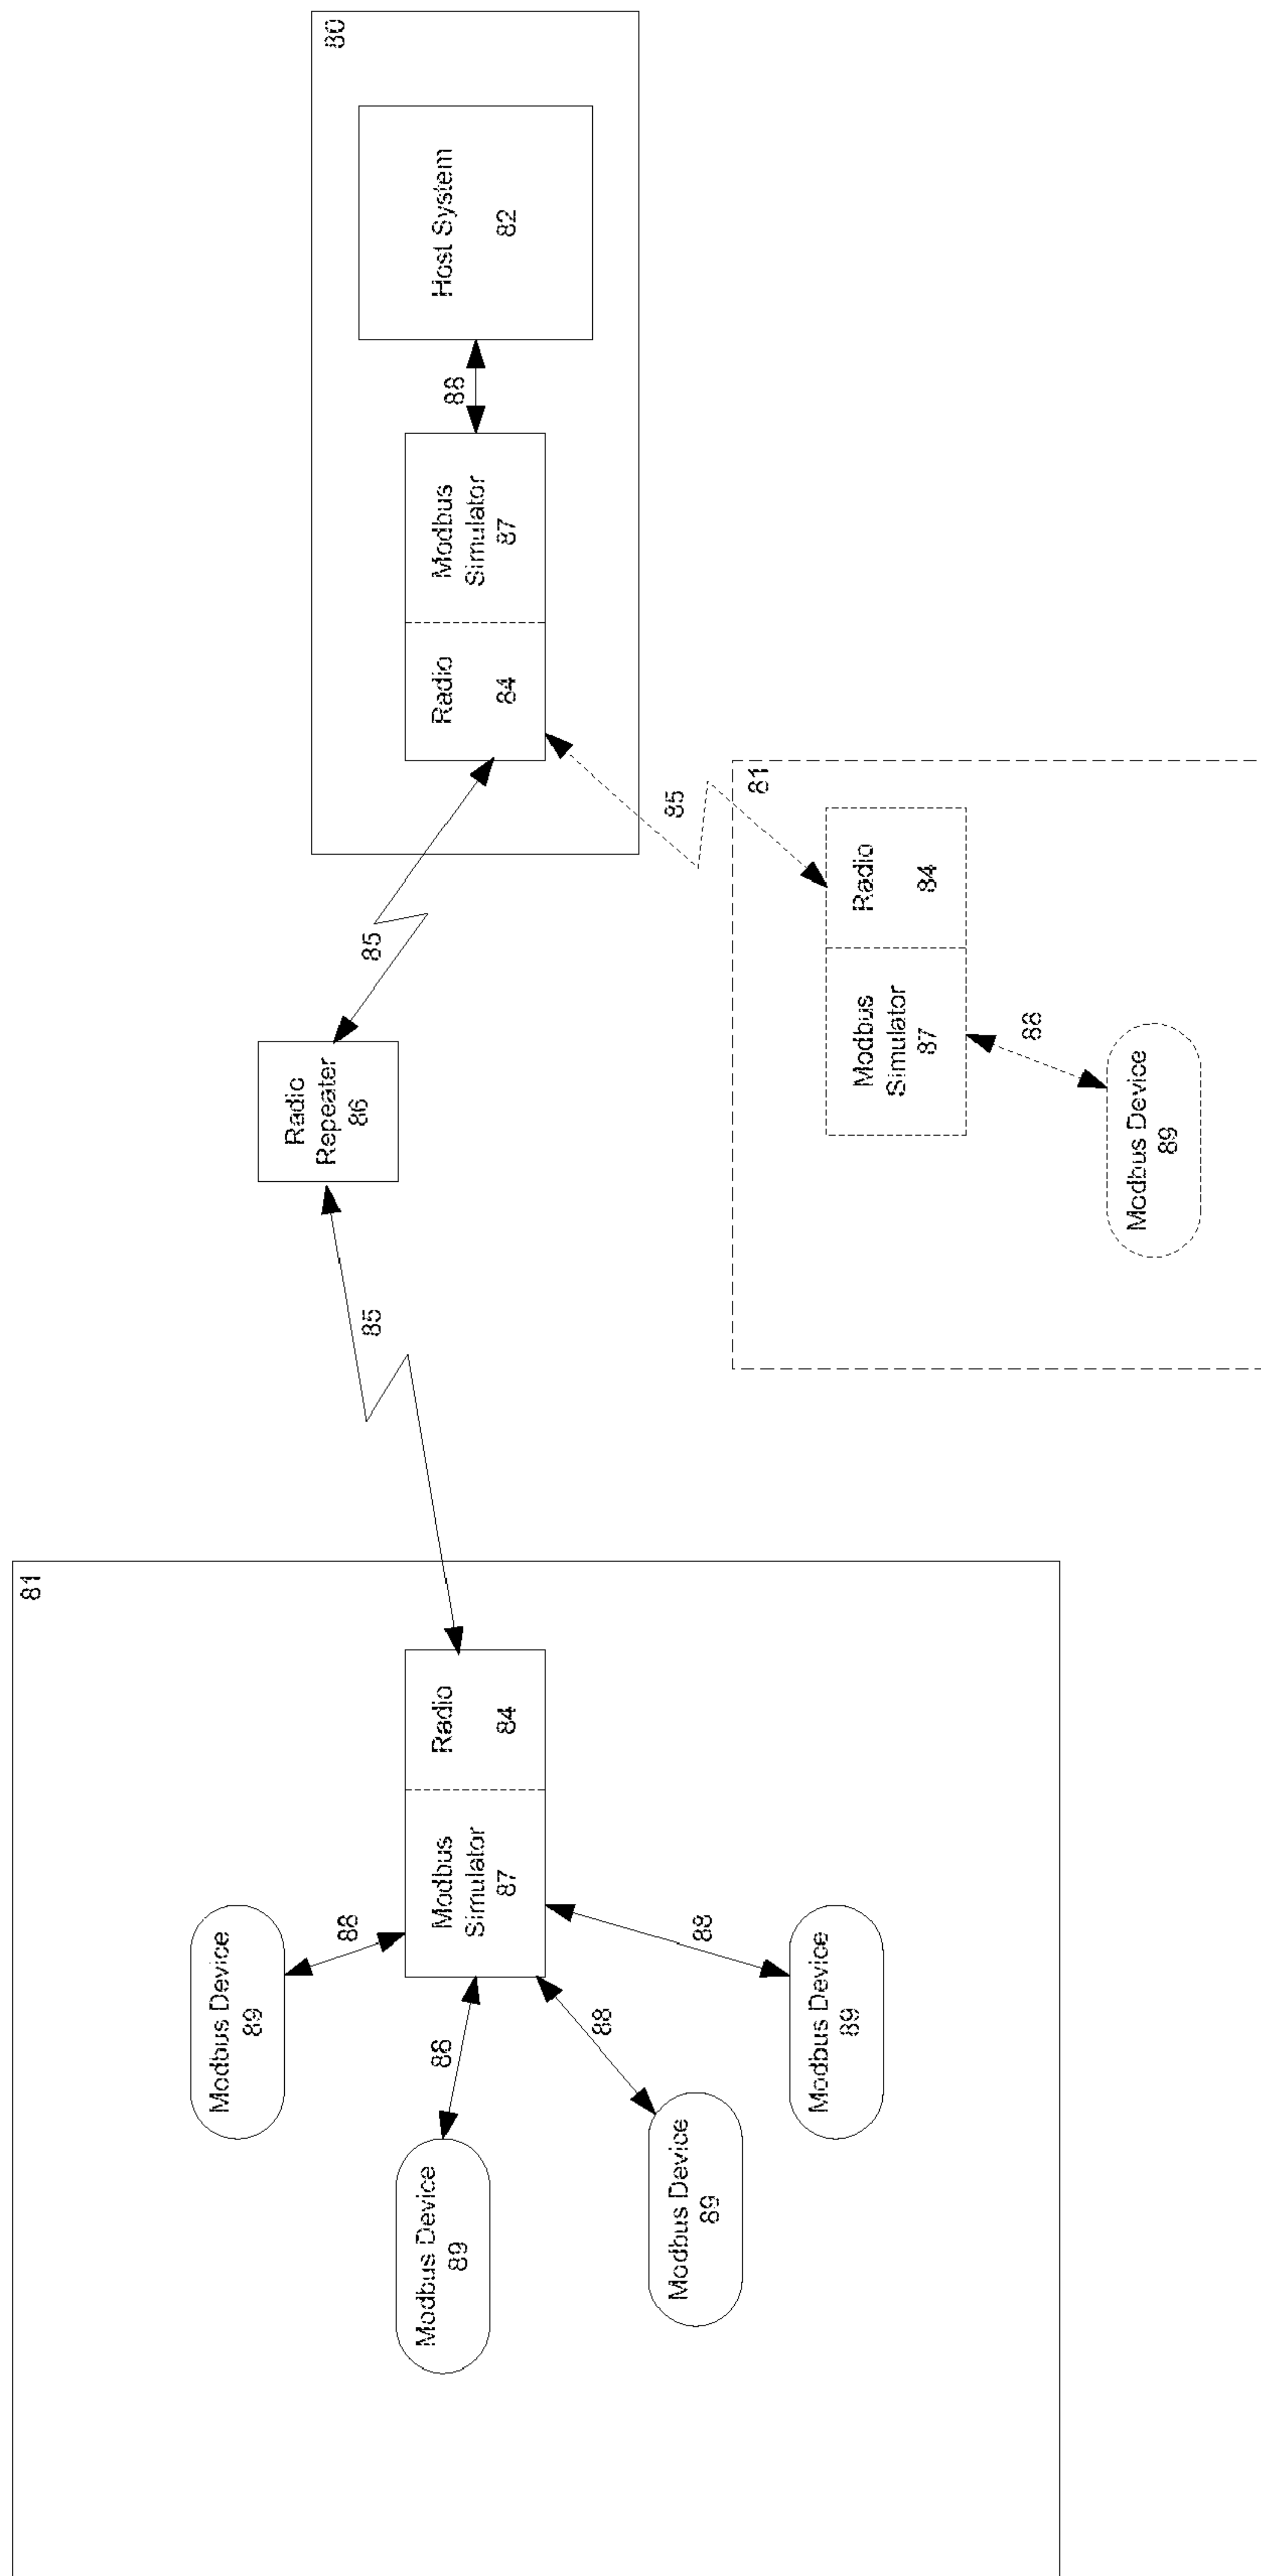 81
Modbus Device
89
88
Modbus Device
89
88
Modbus Device
89
88
Modbus Device
89
88
Modbus
Simulator
87
Radio
84
85
Radio
Repeater
86
85
80
Radio
84
Modbus
Simulator
87
88
Host System
82
85
81
Modbus
Simulator
87
Radio
84
88
Modbus Device
89